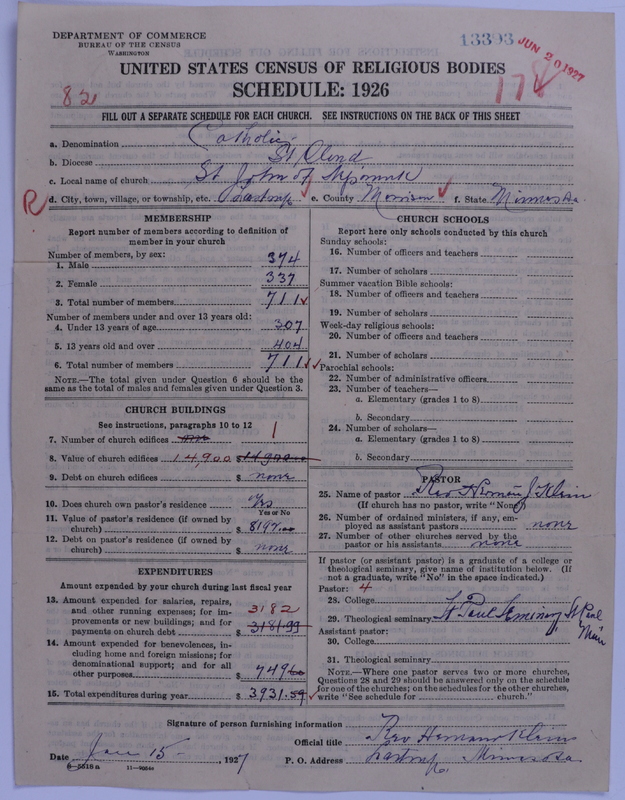 DEPARTMENT OF COMMERCE
BUREAU OF THE CENSUS
WASHINGTON
13393
JUN 20 1927
UNITED STATES CENSUS OF RELIGIOUS BODIES
SCHEDULE: 1926
82
178
FILL OUT A SEPARATE SCHEDULE FOR EACH CHURCH. SEE INSTRUCTIONS ON THE BACK OF THIS SHEET
a. Denomination Catholic
b. Diocese St Cloud
c. Local name of church St John of
R d. City, town, village, or township, etc. Lastrup e. County Morrison f. State Minnesota
MEMBERSHIP
Report number of members according to definition of member in your church
Number of members, by sex:
1. Male 374
2. Female 337
3. Total number of members 711
Number of members under and over 13 years old:
4. Under 13 years of age 307
5. 13 years old and over 404
6. Total number of members 711
NOTE.—The total given under Question 6 should be the same as the total of males and females given under Question 3.
CHURCH BUILDINGS
See instructions, paragraphs 10 to 12
7. Number of church edifices 1
8. Value of church edifices 14,900 $14900.00
9. Debt on church edifices $ none
10. Does church own pastor's residence Yes
Yes or No
11. Value of pastor's residence (if owned by church) $ 8197.00
12. Debt on pastor's residence (if owned by church) $ none
EXPENDITURES
Amount expended by your church during last fiscal year
13. Amount expended for salaries, repairs, and other running expenses; for improvements or new buildings; and for payments on church debt 3182 $ 3181.99
14. Amount expended for benevolences, including home and foreign missions; for denominational support; and for all other purposes $ 749.60
15. Total expenditures during year $ 3931.59
CHURCH SCHOOLS
Report here only schools conducted by this church
Sunday schools:
16. Number of officers and teachers
17. Number of scholars
Summer vacation Bible schools:
18. Number of officers and teachers
19. Number of scholars
Week-day religious schools:
20. Number of officers and teachers
21. Number of scholars
Parochial schools:
22. Number of administrative officers
23. Number of teachers—
a. Elementary (grades 1 to 8)
b. Secondary
24. Number of scholars—
a. Elementary (grades 1 to 8)
b. Secondary
PASTOR
25. Name of pastor Rev Herman J Klein
(If church has no pastor, write "None")
26. Number of ordained ministers, if any, employed as assistant pastors none
27. Number of other churches served by the pastor or his assistants none
If pastor (or assistant pastor) is a graduate of a college or theological seminary, give name of institution below. (If not a graduate, write "No" in the space indicated.)
Pastor: 4
28. College
29. Theological seminary St Paul Seminary St Paul Minn
Assistant pastor:
30. College
31. Theological seminary
NOTE.—Where one pastor serves two or more churches, Questions 28 and 29 should be answered only on the schedule for one of the churches; on the schedules for the other churches, write "See schedule for church."
Signature of person furnishing information
Official title Rev Herman Klein
Date Jan 15 1927 P. O. Address Lastrup Minnesota
8—5518a 11—9564